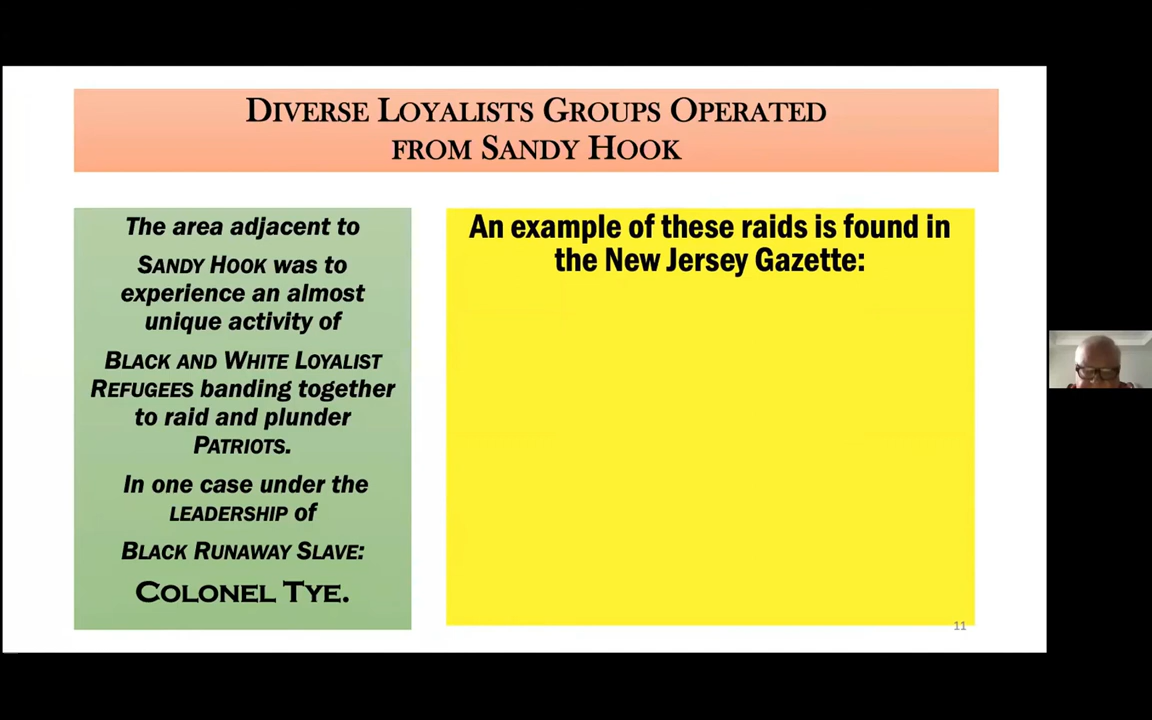 DIVERSE LOYALISTS GROUPS OPERATED
FROM SANDY HOOK
The area adjacent to
SANDY HOOK was to
experience an almost
unique activity of
BLACK AND WHITE LOYALIST
REFUGEES banding together
to raid and plunder
PATRIOTS.
In one case under the
LEADERSHIP of
BLACK RUNAWAY SLAVE:
COLONEL TYE.
An example of these raids is found in
the New Jersey Gazette:
11